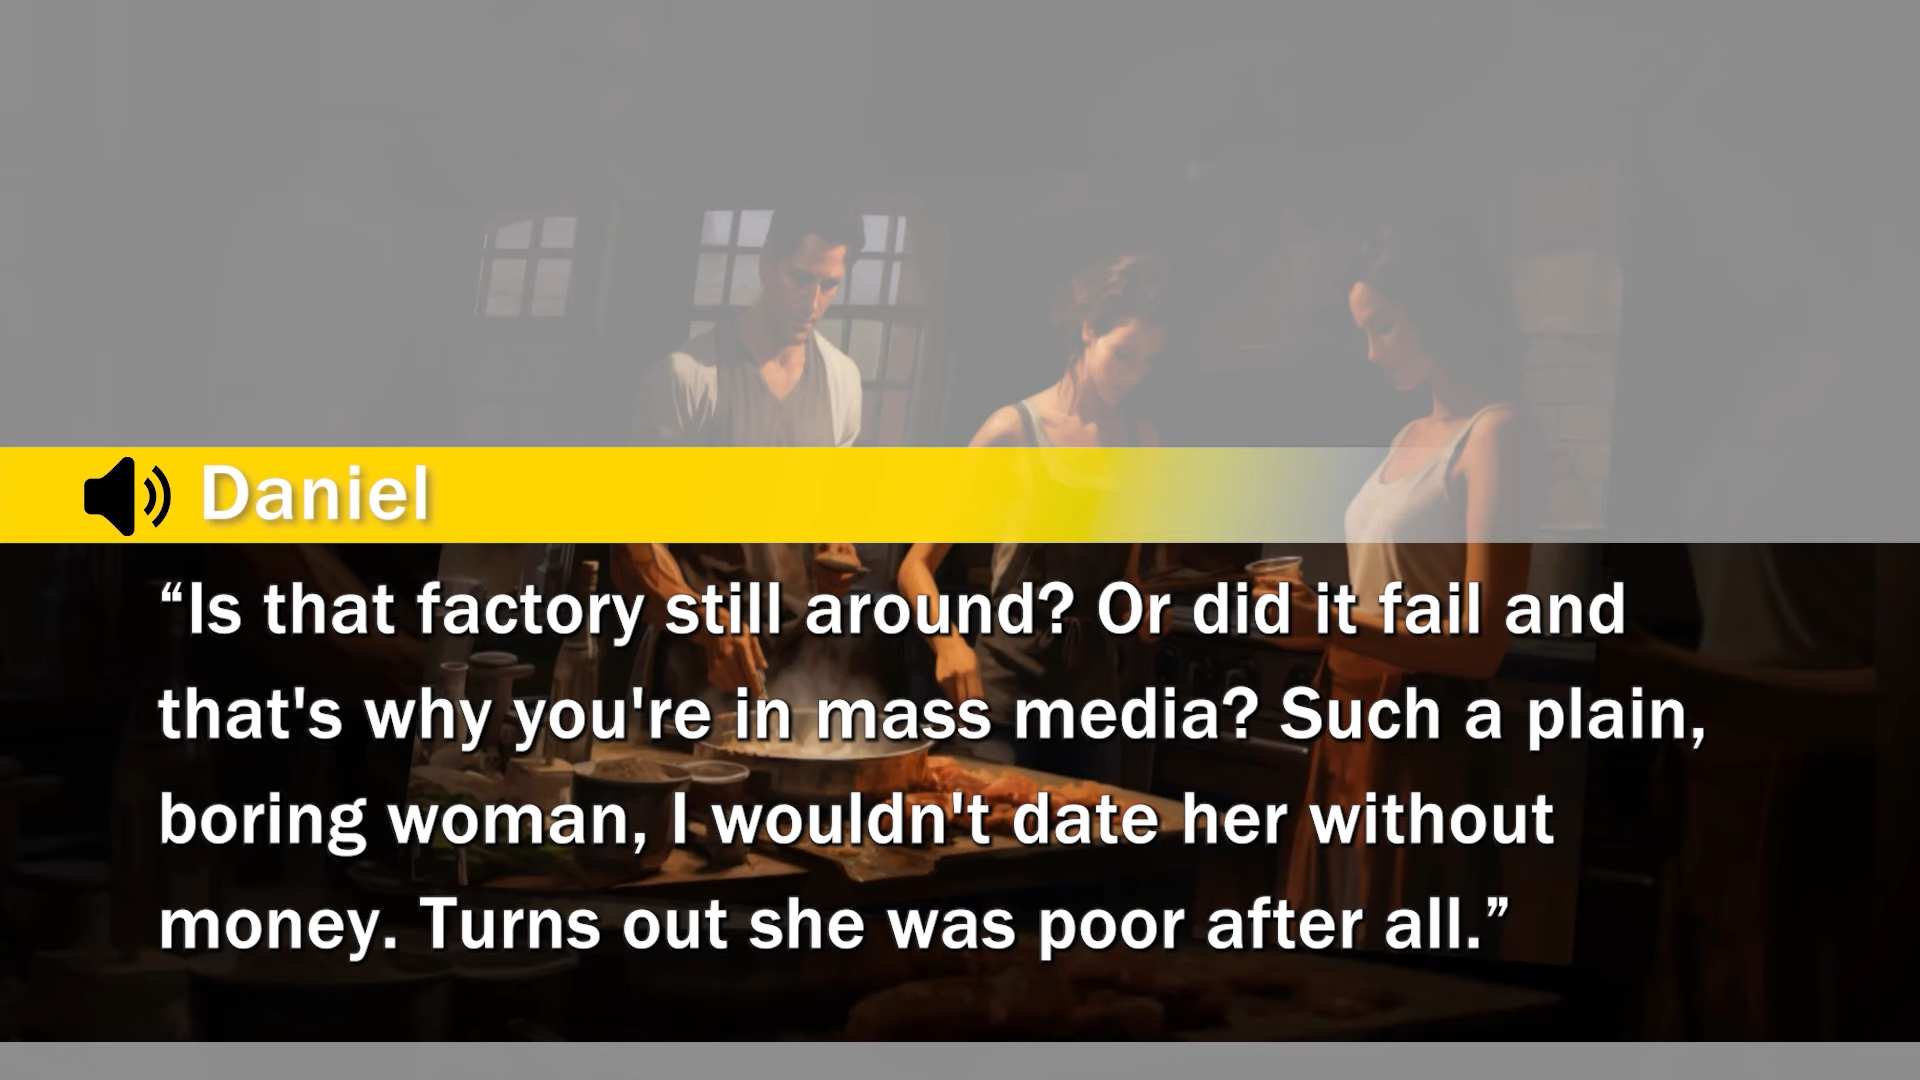 Daniel
“Is that factory still around? Or did it fail and
that's why you're in mass media? Such a plain,
boring woman, I wouldn't date her without
money. Turns out she was poor after all.”